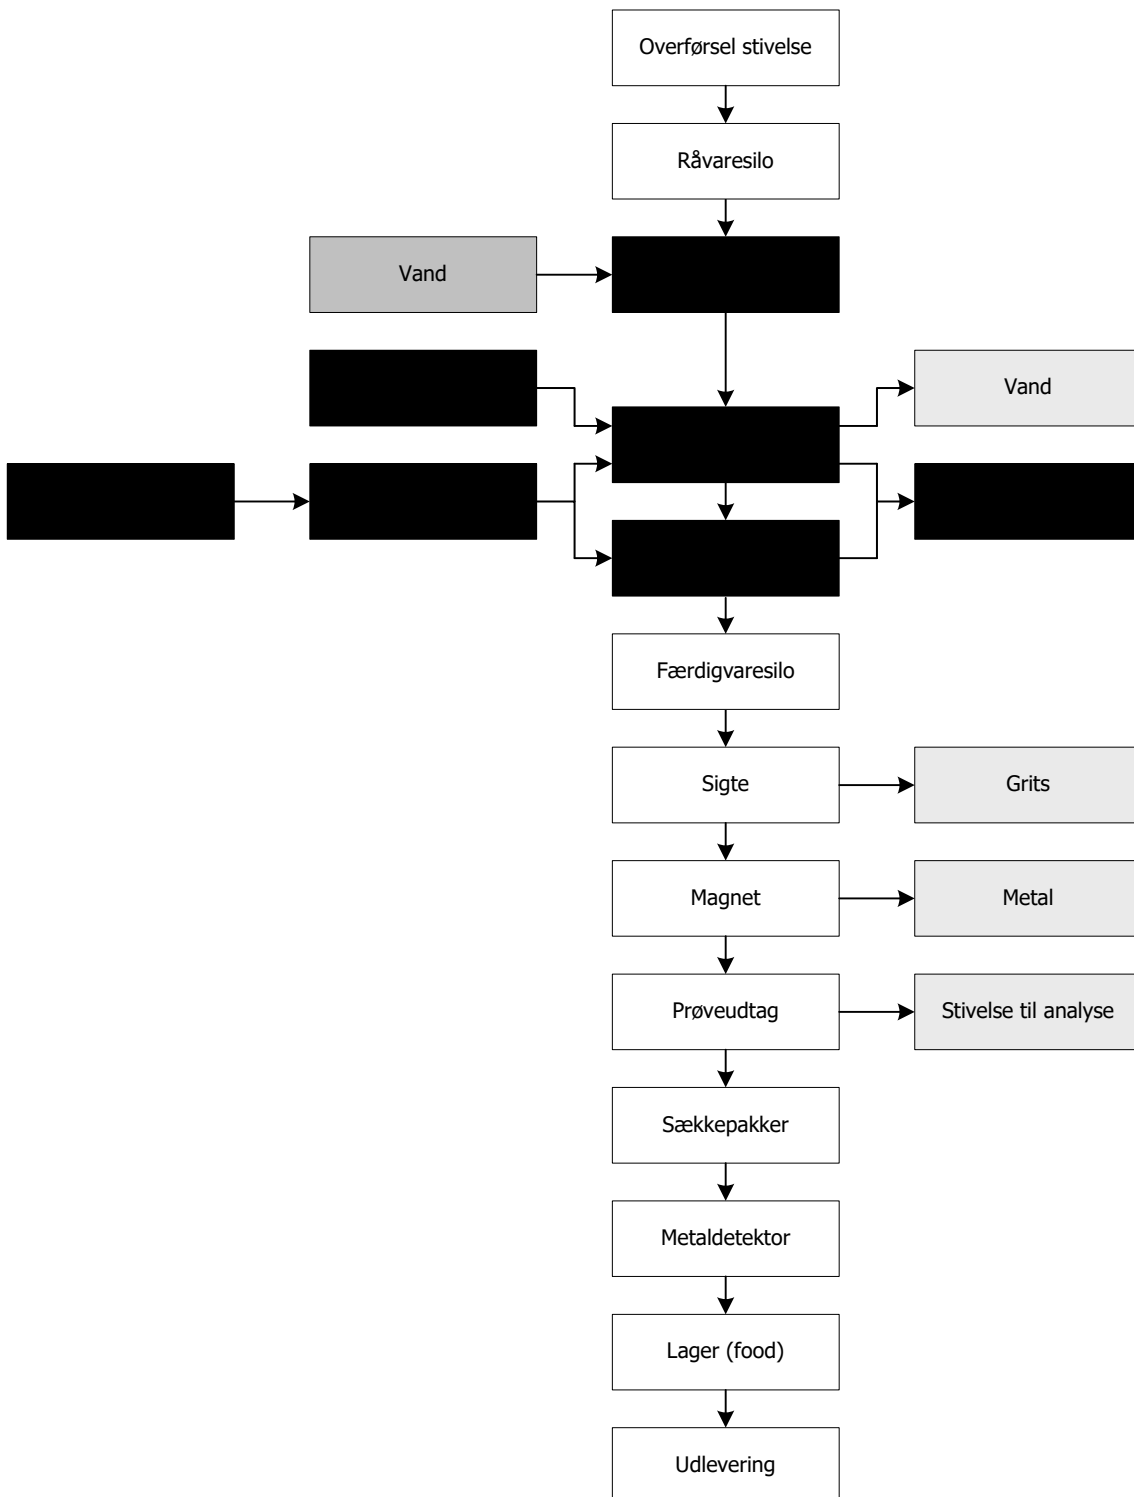 Overførsel stivelse
Råvaresilo
Vand
Vand
Færdigvaresilo
Sigte
Grits
Magnet
Metal
Prøveudtag
Stivelse til analyse
Sækkepakker
Metaldetektor
Lager (food)
Udlevering